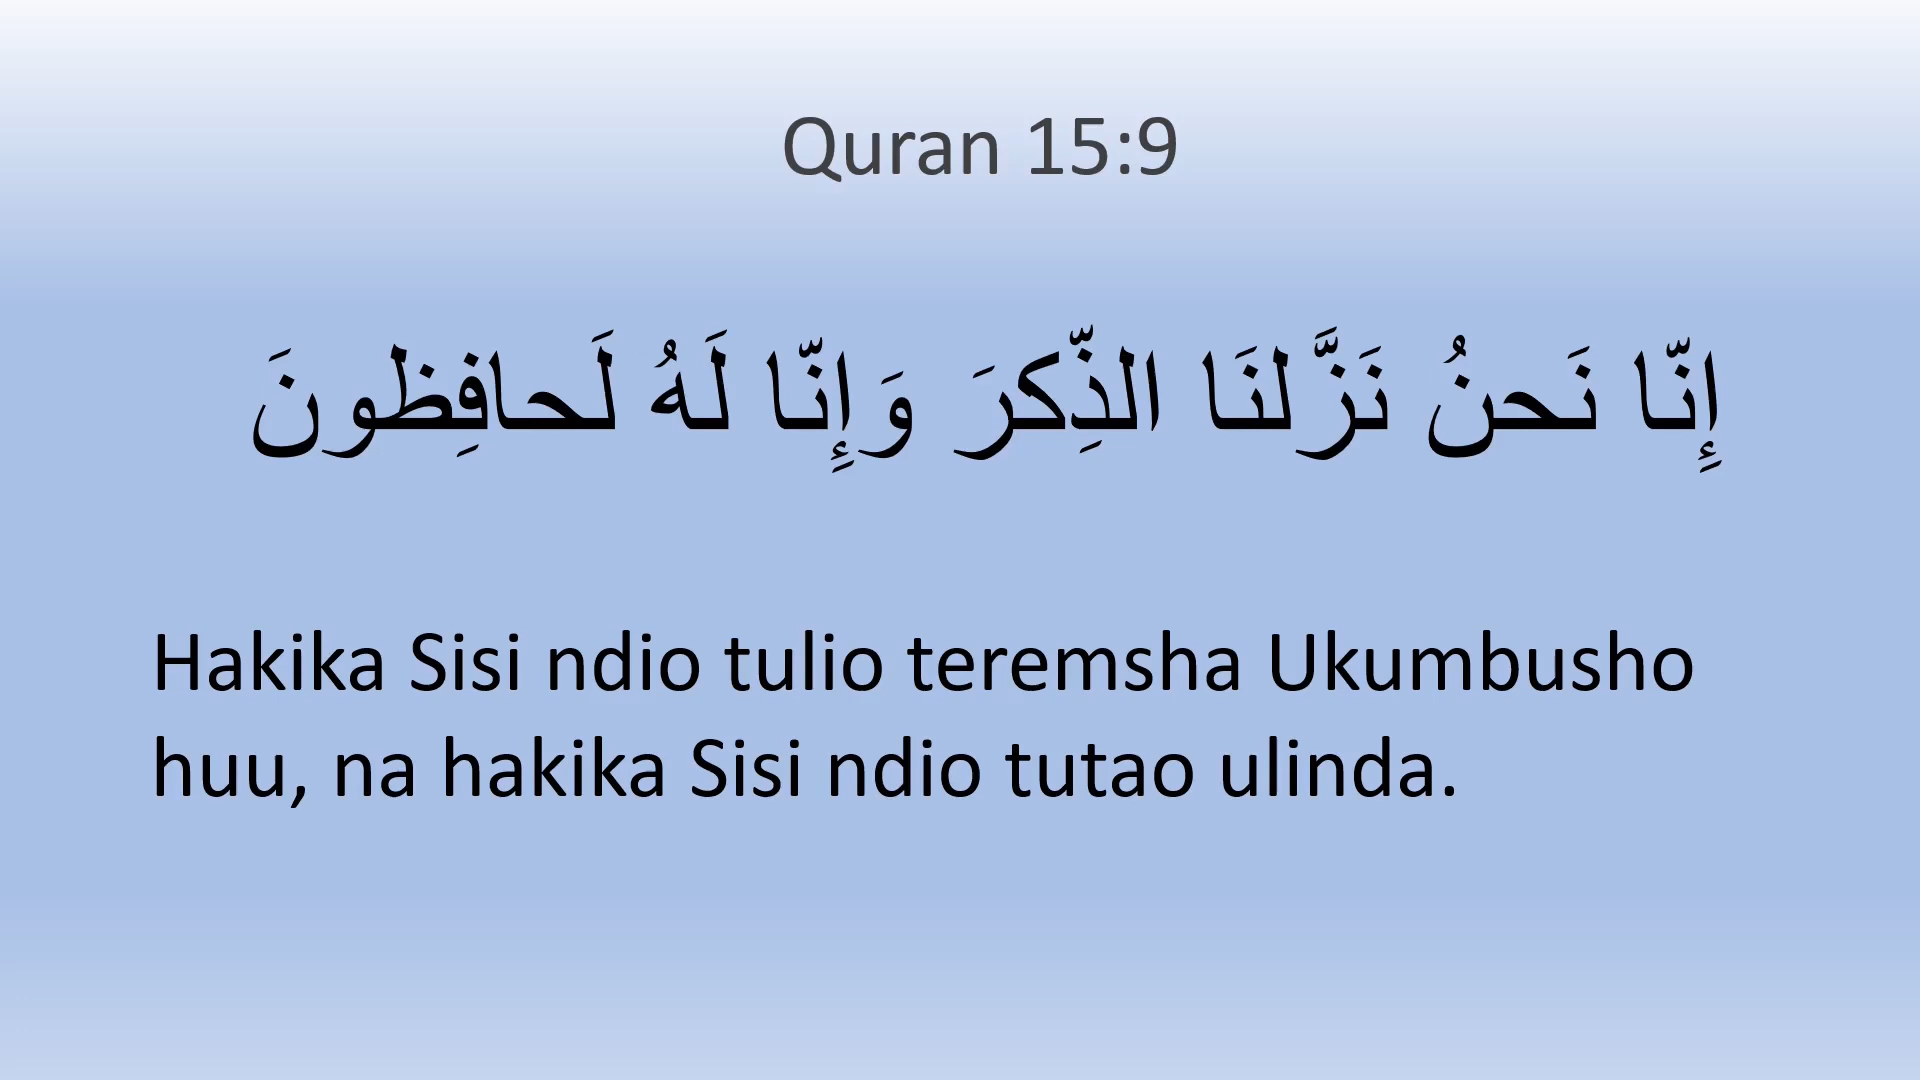 Quran 15:9
إِنّا نَحنُ نَزَّلنَا الذِّكرَ وَإِنّا لَهُ لَحافِظونَ
Hakika Sisi ndio tulio teremsha Ukumbusho
huu, na hakika Sisi ndio tutao ulinda.